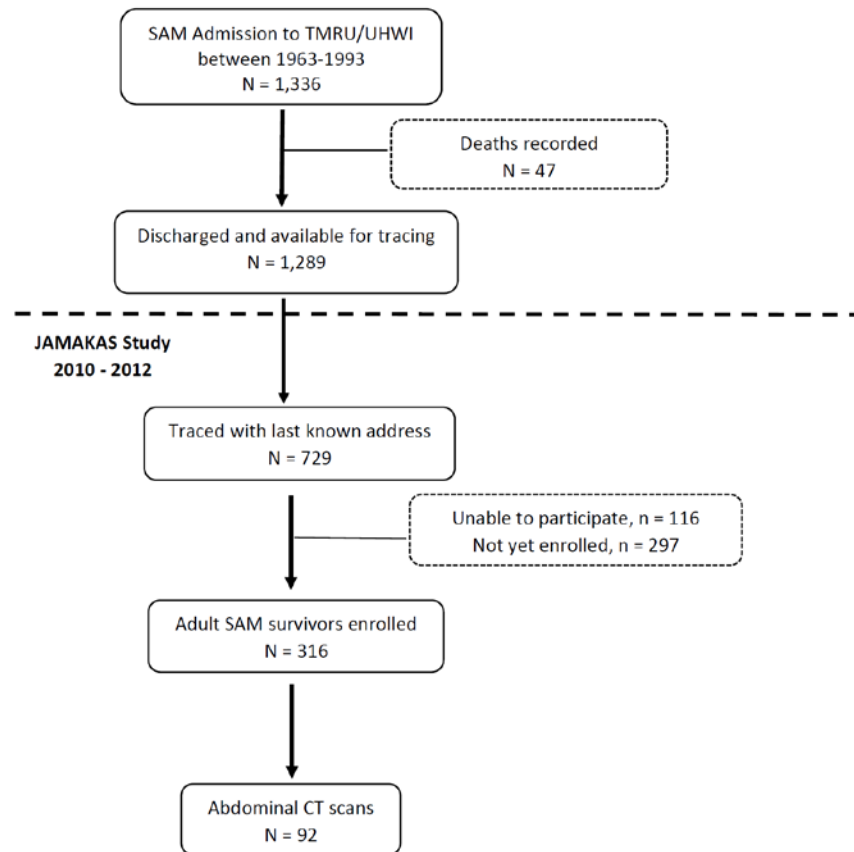 SAM Admission to TMRU/UHWI
between 1963-1993
N = 1,336
Deaths recorded
N = 47
Discharged and available for tracing
N = 1,289
JAMAKAS Study
2010 - 2012
Traced with last known address
N = 729
Unable to participate, n = 116
Not yet enrolled, n = 297
Adult SAM survivors enrolled
N = 316
Abdominal CT scans
N = 92